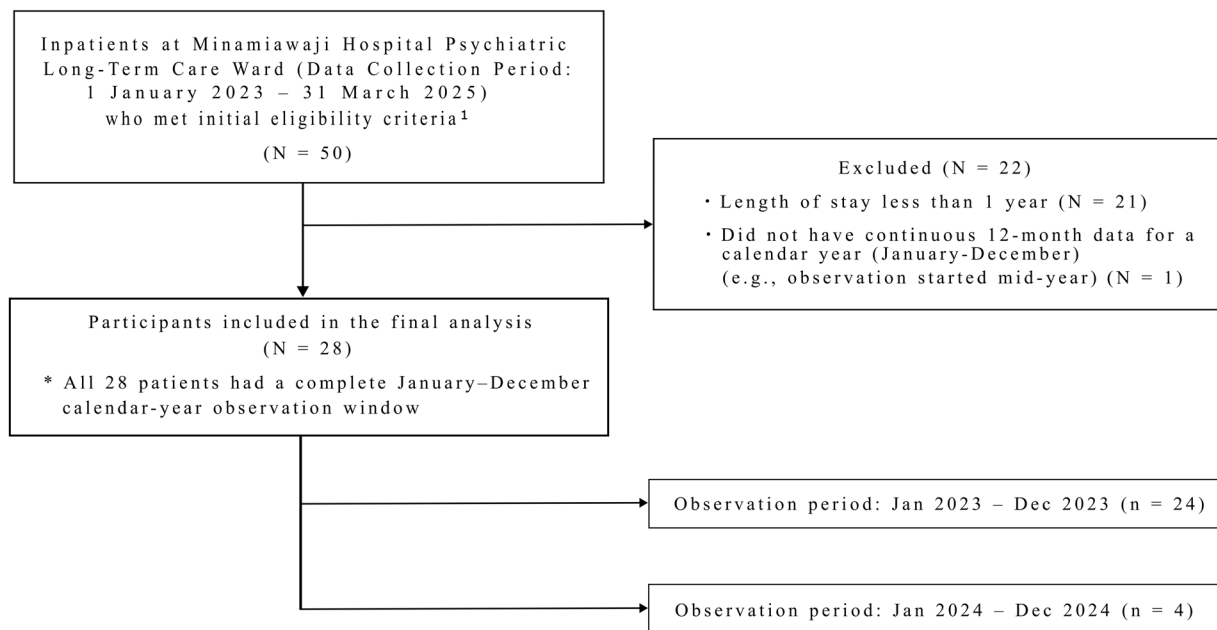 Inpatients at Minamiawaji Hospital Psychiatric
Long-Term Care Ward (Data Collection Period:
1 January 2023 – 31 March 2025)
who met initial eligibility criteria¹
(N = 50)
Excluded (N = 22)
・Length of stay less than 1 year (N = 21)
・Did not have continuous 12-month data for a
calendar year (January-December)
(e.g., observation started mid-year) (N = 1)
Participants included in the final analysis
(N = 28)
* All 28 patients had a complete January–December
calendar-year observation window
Observation period: Jan 2023 – Dec 2023 (n = 24)
Observation period: Jan 2024 – Dec 2024 (n = 4)